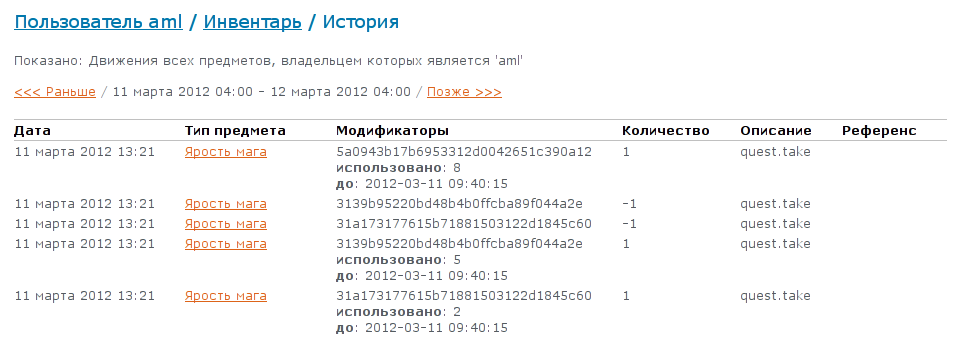 Пользователь aml / Инвентарь / История
Показано: Движения всех предметов, владельцем которых является 'aml'
<<< Раньше / 11 марта 2012 04:00 – 12 марта 2012 04:00 / Позже >>>
Дата Тип предмета Модификаторы Количество Описание Референс
11 марта 2012 13:21 Ярость мага 5a0943b17b6953312d0042651c390a12 1 quest.take
использовано: 8
до: 2012-03-11 09:40:15
11 марта 2012 13:21 Ярость мага 3139b95220bd48b4b0ffcba89f044a2e -1 quest.take
11 марта 2012 13:21 Ярость мага 31a173177615b71881503122d1845c60 -1 quest.take
11 марта 2012 13:21 Ярость мага 3139b95220bd48b4b0ffcba89f044a2e 1 quest.take
использовано: 5
до: 2012-03-11 09:40:15
11 марта 2012 13:21 Ярость мага 31a173177615b71881503122d1845c60 1 quest.take
использовано: 2
до: 2012-03-11 09:40:15